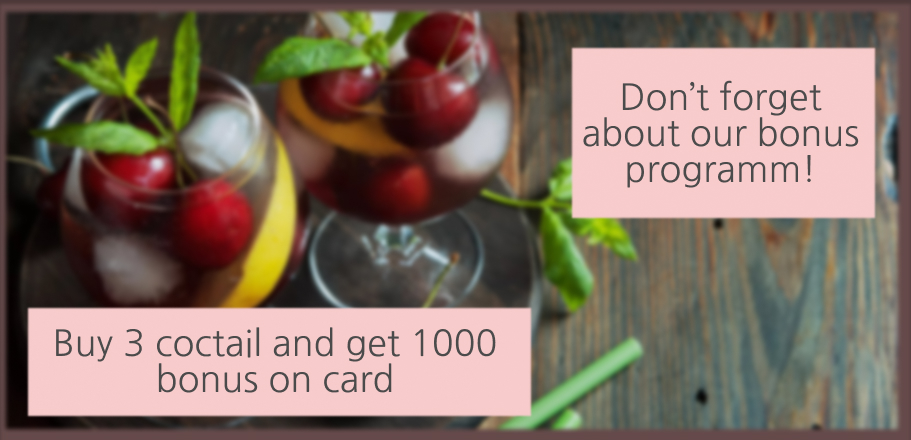 Don't forget
about our bonus
programm!
Buy 3 coctail and get 1000
bonus on card